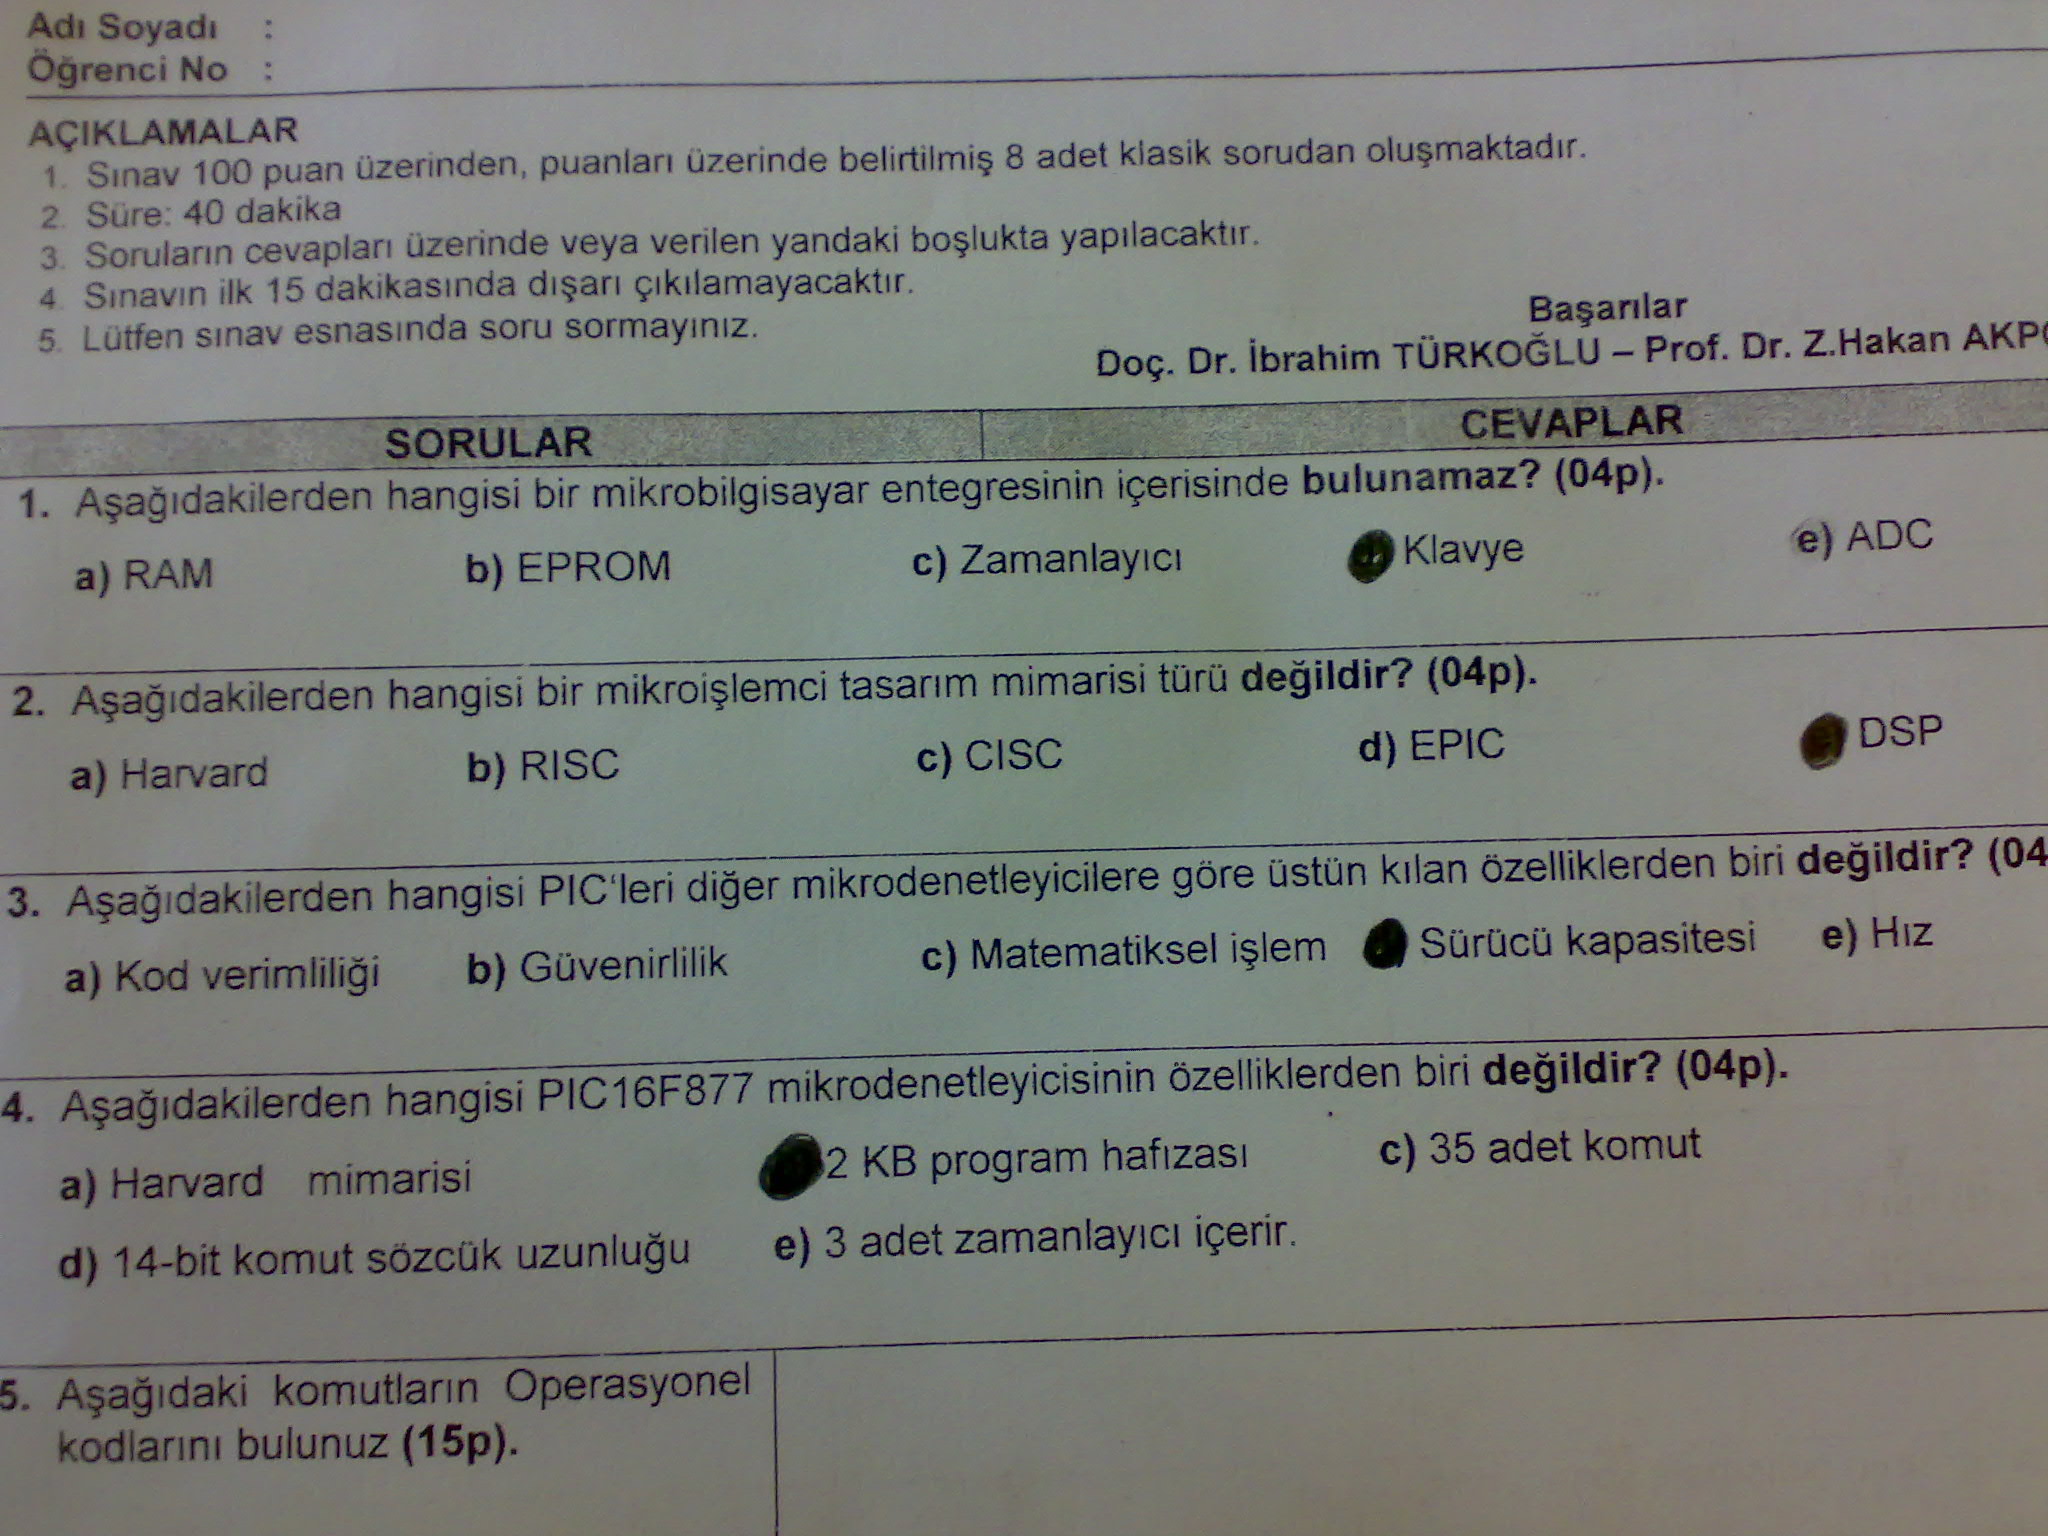 Adı Soyadı :
Öğrenci No :
AÇIKLAMALAR
1. Sınav 100 puan üzerinden, puanları üzerinde belirtilmiş 8 adet klasik sorudan oluşmaktadır.
2. Süre: 40 dakika
3. Soruların cevapları üzerinde veya verilen yandaki boşlukta yapılacaktır.
4. Sınavın ilk 15 dakikasında dışarı çıkılamayacaktır.
5. Lütfen sınav esnasında soru sormayınız.
Başarılar
Doç. Dr. İbrahim TÜRKOĞLU – Prof. Dr. Z.Hakan
SORULAR CEVAPLAR
1. Aşağıdakilerden hangisi bir mikrobilgisayar entegresinin içerisinde bulunamaz? (04p).
a) RAM b) EPROM c) Zamanlayıcı Klavye e) ADC
2. Aşağıdakilerden hangisi bir mikroişlemci tasarım mimarisi türü değildir? (04p).
a) Harvard b) RISC c) CISC d) EPIC DSP
3. Aşağıdakilerden hangisi PIC'leri diğer mikrodenetleyicilere göre üstün kılan özelliklerden biri değildir? (04
a) Kod verimliliği b) Güvenirlilik c) Matematiksel işlem Sürücü kapasitesi e) Hız
4. Aşağıdakilerden hangisi PIC16F877 mikrodenetleyicisinin özelliklerden biri değildir? (04p).
a) Harvard mimarisi 2 KB program hafızası c) 35 adet komut
d) 14-bit komut sözcük uzunluğu e) 3 adet zamanlayıcı içerir.
5. Aşağıdaki komutların Operasyonel
kodlarını bulunuz (15p).